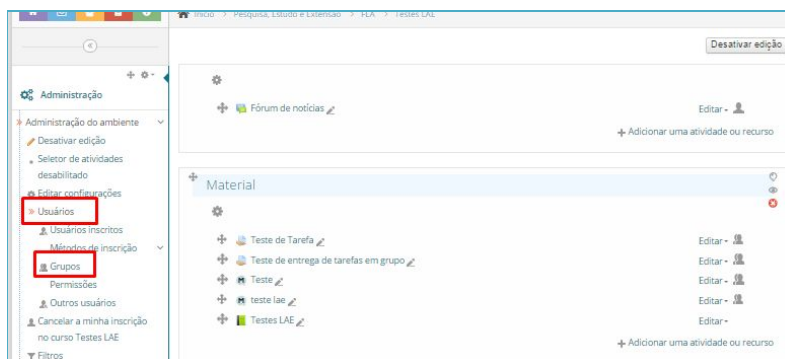 Início > Pesquisa, Estudo e Extensão > FEA > Testes LAE
Desativar edição
Administração
Administração do ambiente
Desativar edição
Seletor de atividades
desabilitado
Editar configurações
Usuários
Usuários inscritos
Métodos de inscrição
Grupos
Permissões
Outros usuários
Cancelar a minha inscrição
no curso Testes LAE
Filtros
Fórum de notícias
Editar
Adicionar uma atividade ou recurso
Material
Teste de Tarefa
Editar
Teste de entrega de tarefas em grupo
Editar
Teste
Editar
teste lae
Editar
Testes LAE
Editar
Adicionar uma atividade ou recurso